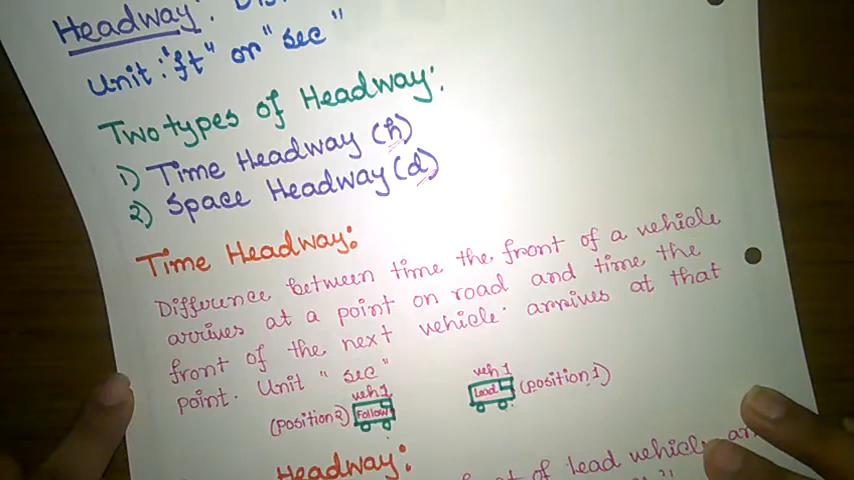 Headway:
Unit: "ft" or "sec"
Two types of Headway:
1) Time Headway (h)
2) Space Headway (d)
Time Headway:
Difference between time the front of a vehicle
arrives at a point on road and time the
front of the next vehicle arrives at that
point. Unit "sec"
veh 1 veh 1
(position 2) Follow Lead (position 1)
Headway:
front of lead vehicle